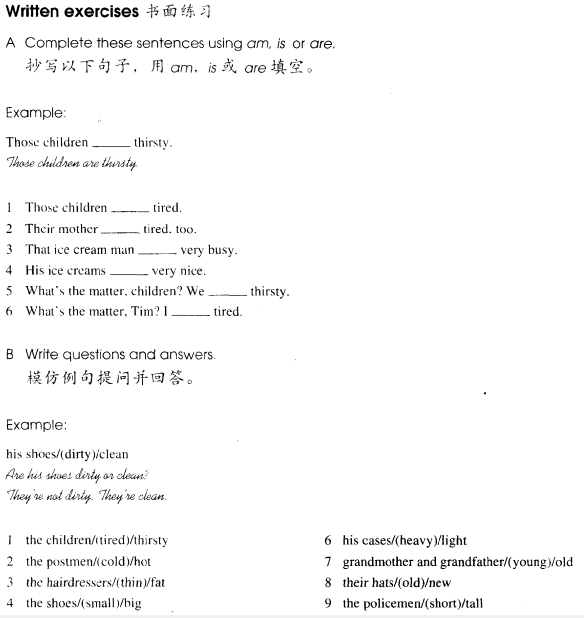 Written exercises 书面练习
A Complete these sentences using am, is or are.
抄写以下句子，用 am，is 或 are 填空。
Example:
Those children ______ thirsty.
Those children are thirsty.
1 Those children ______ tired.
2 Their mother ______ tired, too.
3 That ice cream man ______ very busy.
4 His ice creams ______ very nice.
5 What's the matter, children? We ______ thirsty.
6 What's the matter, Tim? I ______ tired.
B Write questions and answers.
模仿例句提问并回答。
Example:
his shoes/(dirty)/clean
Are his shoes dirty or clean?
They're not dirty. They're clean.
1 the children/(tired)/thirsty
2 the postmen/(cold)/hot
3 the hairdressers/(thin)/fat
4 the shoes/(small)/big
6 his cases/(heavy)/light
7 grandmother and grandfather/(young)/old
8 their hats/(old)/new
9 the policemen/(short)/tall